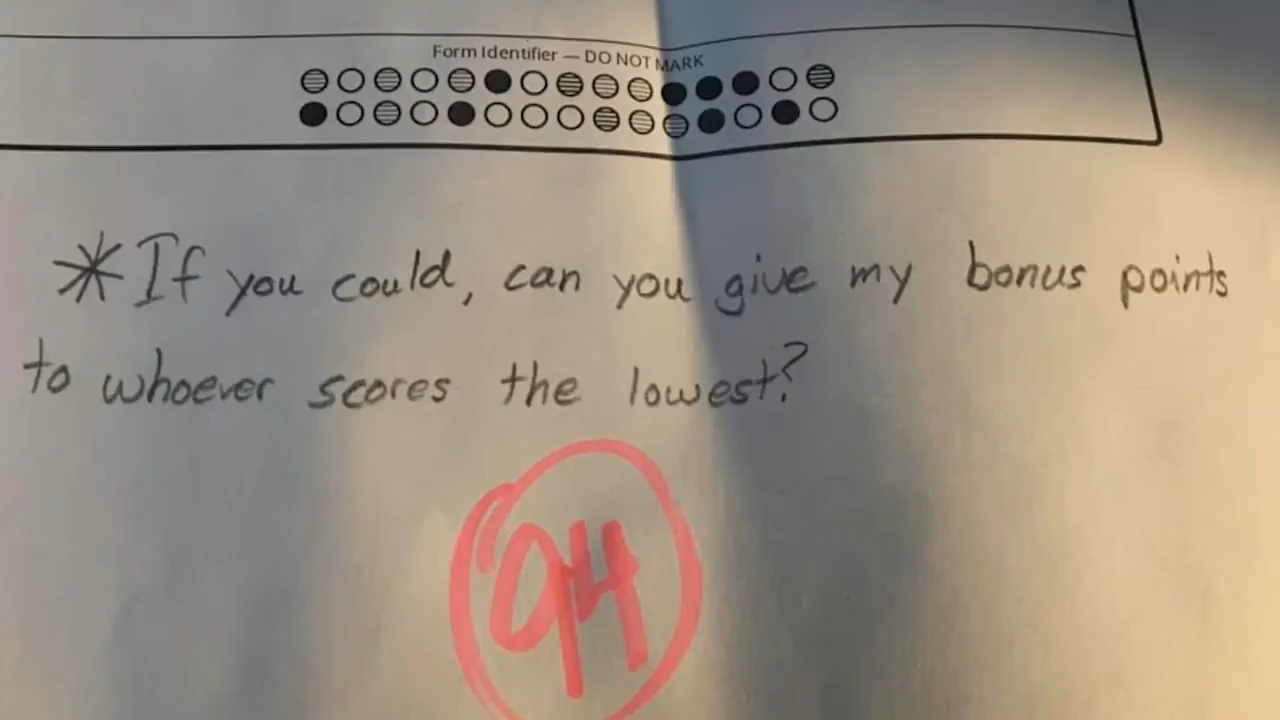 Form Identifier — DO NOT MARK
*If you could, can you give my bonus points
to whoever scores the lowest?
94